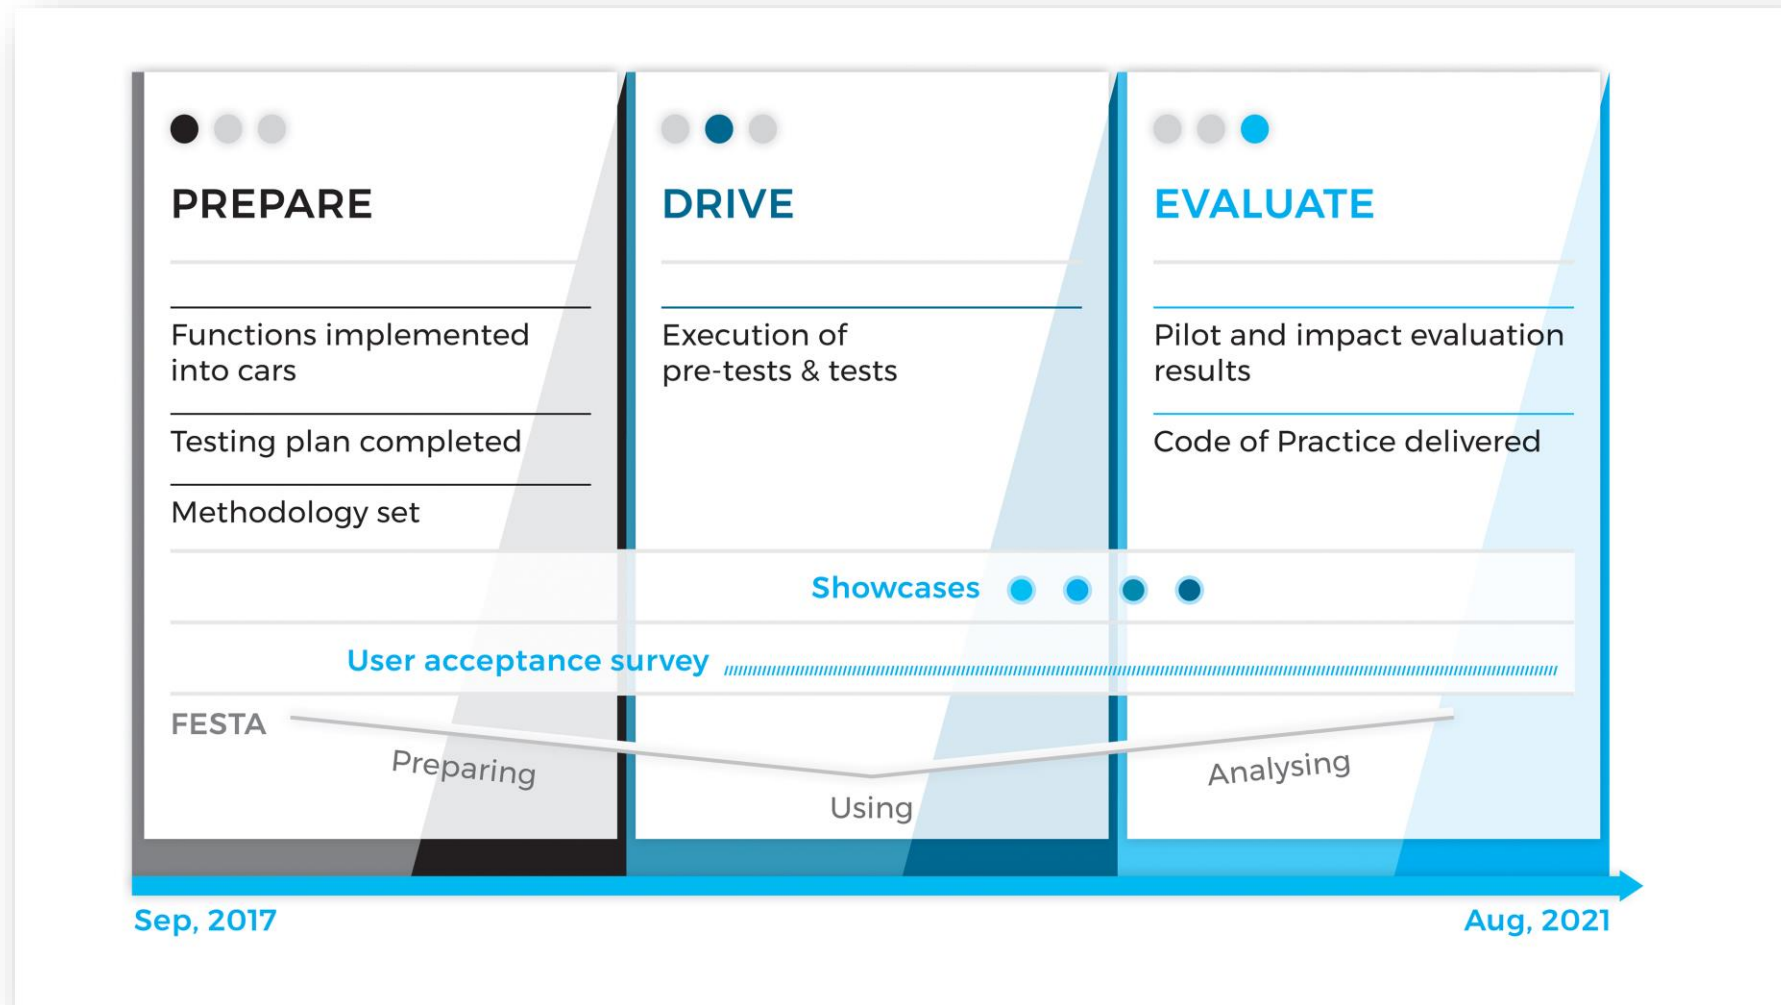 PREPARE
Functions implemented
into cars
Testing plan completed
Methodology set
DRIVE
Execution of
pre-tests & tests
EVALUATE
Pilot and impact evaluation
results
Code of Practice delivered
Showcases
User acceptance survey
FESTA
Preparing
Using
Analysing
Sep, 2017
Aug, 2021